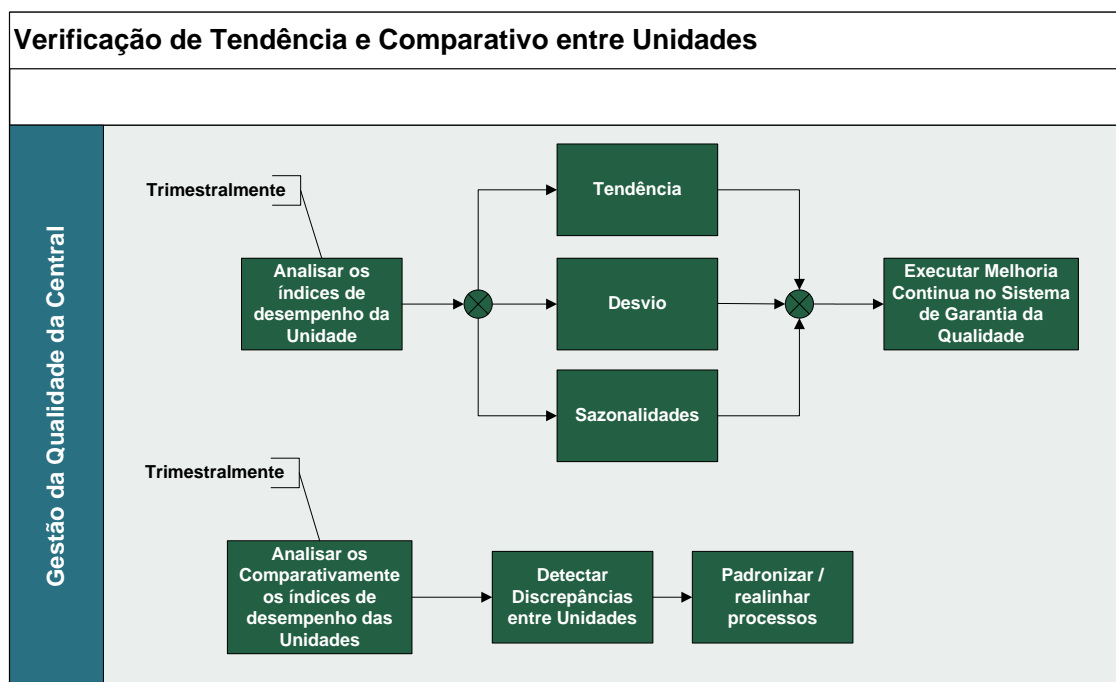 Verificação de Tendência e Comparativo entre Unidades
Gestão da Qualidade da Central
Trimestralmente
Analisar os
índices de
desempenho da
Unidade
Tendência
Desvio
Sazonalidades
Executar Melhoria
Continua no Sistema
de Garantia da
Qualidade
Trimestralmente
Analisar os
Comparativamente
os índices de
desempenho das
Unidades
Detectar
Discrepâncias
entre Unidades
Padronizar /
realinhar
processos